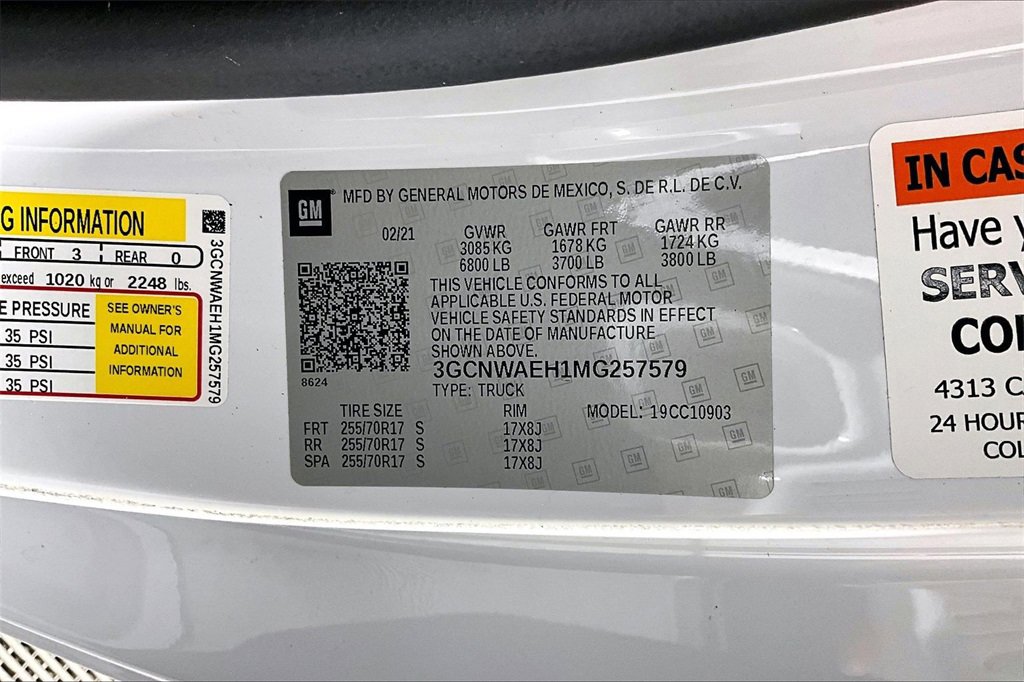 G INFORMATION
FRONT 3 REAR 0
exceed 1020 kg or 2248 lbs.
E PRESSURE
35 PSI
35 PSI
35 PSI
SEE OWNER'S
MANUAL FOR
ADDITIONAL
INFORMATION
3GCNWAEH1MG257579
GM
MFD BY GENERAL MOTORS DE MEXICO, S. DE R.L. DE C.V.
02/21 GVWR GAWR FRT GAWR RR
3085 KG 1678 KG 1724 KG
6800 LB 3700 LB 3800 LB
THIS VEHICLE CONFORMS TO ALL
APPLICABLE U.S. FEDERAL MOTOR
VEHICLE SAFETY STANDARDS IN EFFECT
ON THE DATE OF MANUFACTURE
SHOWN ABOVE.
8624
3GCNWAEH1MG257579
TYPE: TRUCK
TIRE SIZE RIM MODEL: 19CC10903
FRT 255/70R17 S 17X8J
RR 255/70R17 S 17X8J
SPA 255/70R17 S 17X8J
IN CAS
Have y
SERV
CO
4313 C
24 HOUR
COL